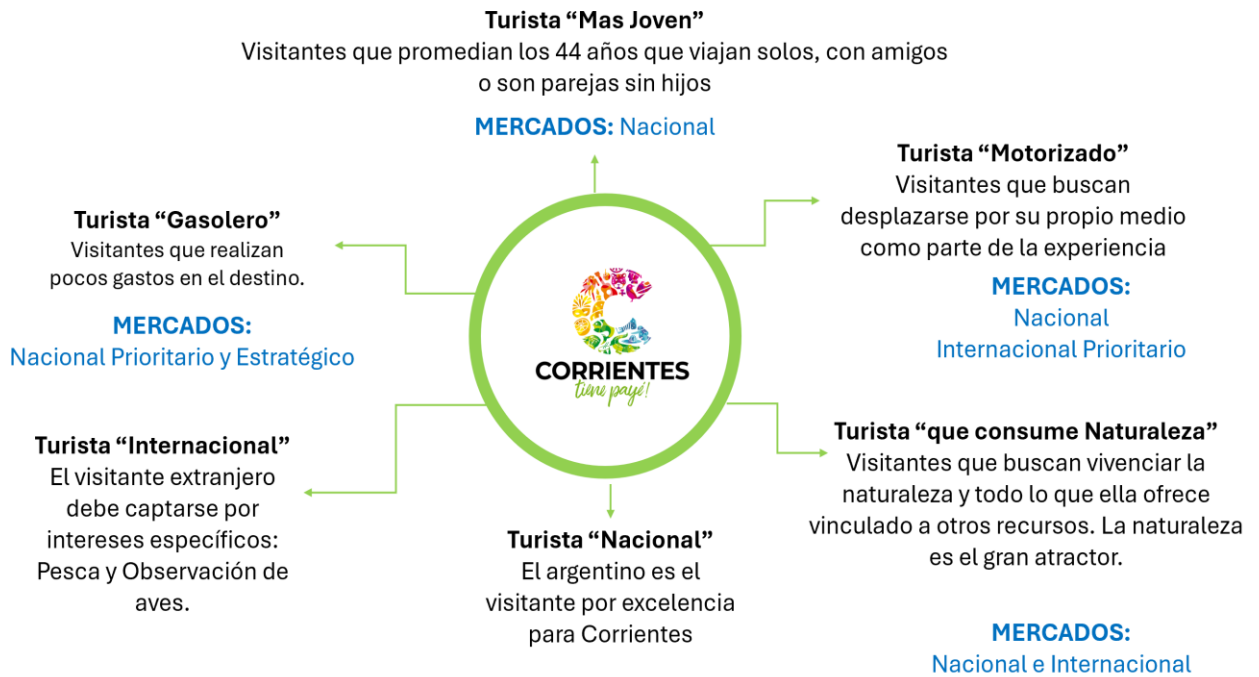 Turista “Mas Joven”
Visitantes que promedian los 44 años que viajan solos, con amigos
o son parejas sin hijos
MERCADOS: Nacional
Turista “Motorizado”
Visitantes que buscan
desplazarse por su propio medio
como parte de la experiencia
MERCADOS:
Nacional
Internacional Prioritario
Turista “Gasolero”
Visitantes que realizan
pocos gastos en el destino.
MERCADOS:
Nacional Prioritario y Estratégico
CORRIENTES
tiene payé!
Turista “Internacional”
El visitante extranjero
debe captarse por
intereses específicos:
Pesca y Observación de
aves.
Turista “Nacional”
El argentino es el
visitante por excelencia
para Corrientes
Turista “que consume Naturaleza”
Visitantes que buscan vivenciar la
naturaleza y todo lo que ella ofrece
vinculado a otros recursos. La naturaleza
es el gran atractor.
MERCADOS:
Nacional e Internacional